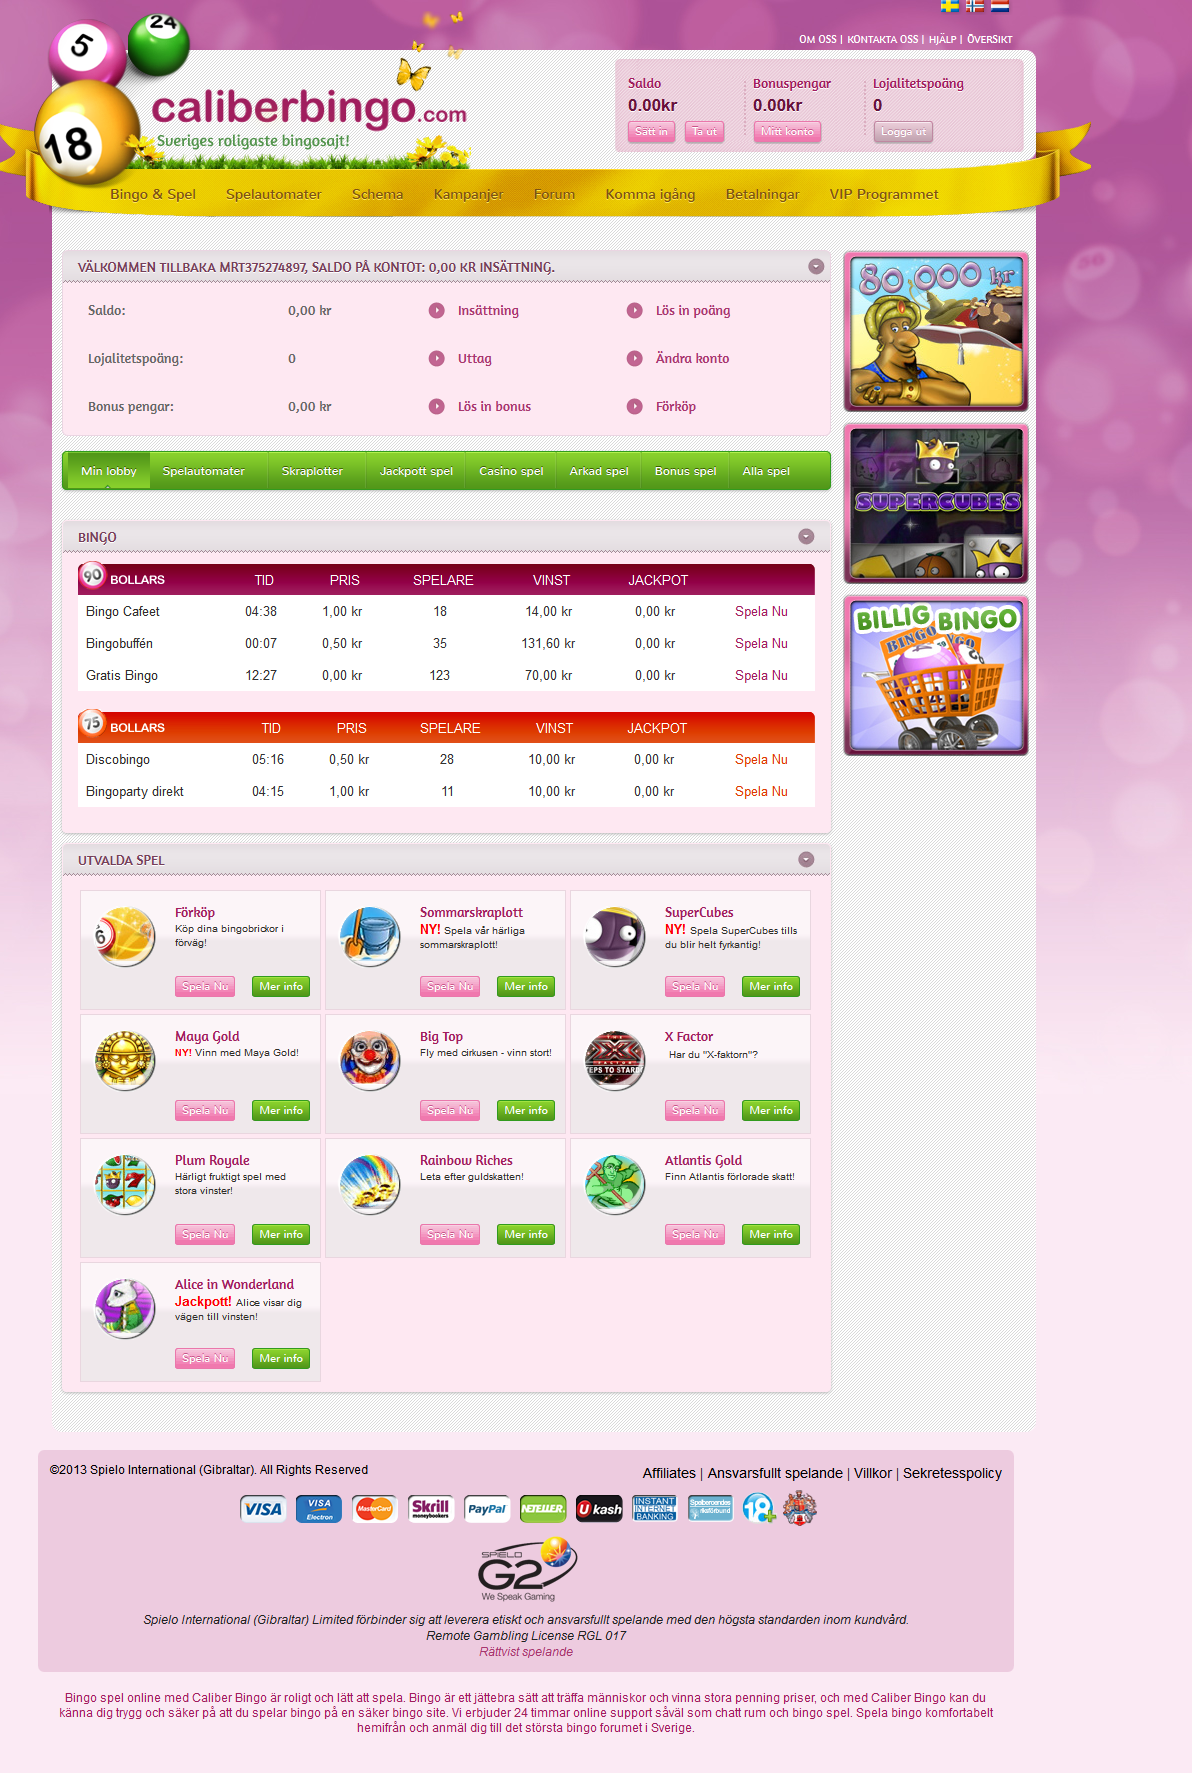 OM OSS | KONTAKTA OSS | HJÄLP | ÖVERSIKT
5
24
18
caliberbingo.com
Sveriges roligaste bingosajt!
Saldo Bonuspengar Lojalitetspoäng
0.00kr 0.00kr 0
Sätt in Ta ut Mitt konto Logga ut
Bingo & Spel Spelautomater Schema Kampanjer Forum Komma igång Betalningar VIP Programmet
VÄLKOMMEN TILLBAKA MRT375274897, SALDO PÅ KONTOT: 0,00 KR INSÄTTNING.
Saldo: 0,00 kr Insättning Lös in poäng
Lojalitetspoäng: 0 Uttag Ändra konto
Bonus pengar: 0,00 kr Lös in bonus Förköp
80 000 kr
SUPERCUBES
BILLIG BINGO
BINGO
Min lobby Spelautomater Skraplotter Jackpott spel Casino spel Arkad spel Bonus spel Alla spel
BINGO
90 BOLLARS TID PRIS SPELARE VINST JACKPOT
Bingo Cafeet 04:38 1,00 kr 18 14,00 kr 0,00 kr Spela Nu
Bingobuffén 00:07 0,50 kr 35 131,60 kr 0,00 kr Spela Nu
Gratis Bingo 12:27 0,00 kr 123 70,00 kr 0,00 kr Spela Nu
75 BOLLARS TID PRIS SPELARE VINST JACKPOT
Discobingo 05:16 0,50 kr 28 10,00 kr 0,00 kr Spela Nu
Bingoparty direkt 04:15 1,00 kr 11 10,00 kr 0,00 kr Spela Nu
UTVALDA SPEL
Förköp
Köp dina bingobrickor i
förväg!
Spela Nu Mer info
Sommarskraplott
NY! Spela vår härliga
sommarskraplott!
Spela Nu Mer info
SuperCubes
NY! Spela SuperCubes tills
du blir helt fyrkantig!
Spela Nu Mer info
Maya Gold
NY! Vinn med Maya Gold!
Spela Nu Mer info
Big Top
Fly med cirkusen - vinn stort!
Spela Nu Mer info
X Factor
Har du "X-faktorn"?
Spela Nu Mer info
Plum Royale
Härligt fruktigt spel med
stora vinster!
Spela Nu Mer info
Rainbow Riches
Leta efter guldskatten!
Spela Nu Mer info
Atlantis Gold
Finn Atlantis förlorade skatt!
Spela Nu Mer info
Alice in Wonderland
Jackpott! Alice visar dig
vägen till vinsten!
Spela Nu Mer info
©2013 Spielo International (Gibraltar). All Rights Reserved
Affiliates | Ansvarsfullt spelande | Villkor | Sekretesspolicy
VISA VISA Electron MasterCard Skrill moneybookers PayPal NETELLER Ukash INSTANT INTERNET BANKING Spelberoendes riksförbund 18+
SPIELO
G2
We Speak Gaming
Spielo International (Gibraltar) Limited förbinder sig att leverera etiskt och ansvarsfullt spelande med den högsta standarden inom kundvård.
Remote Gambling License RGL 017
Rättvist spelande
Bingo spel online med Caliber Bingo är roligt och lätt att spela. Bingo är ett jättebra sätt att träffa människor och vinna stora penning priser, och med Caliber Bingo kan du
känna dig trygg och säker på att du spelar bingo på en säker bingo site. Vi erbjuder 24 timmar online support såväl som chatt rum och bingo spel. Spela bingo komfortabelt
hemifrån och anmäl dig till det största bingo forumet i Sverige.